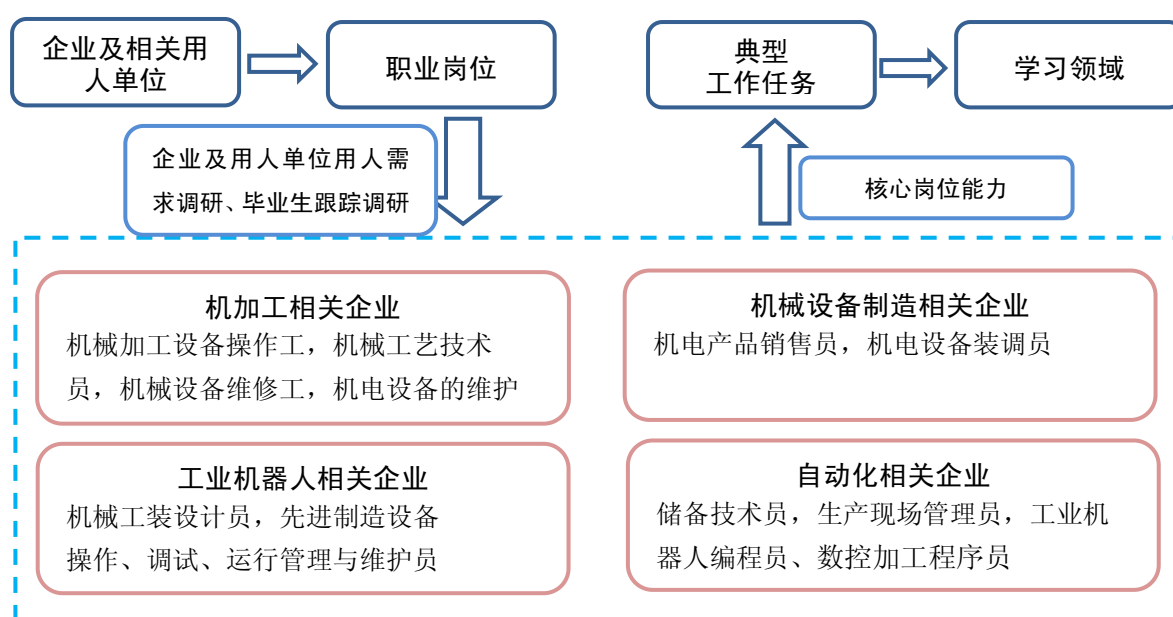 企业及相关用
人单位
职业岗位
典型
工作任务
学习领域
企业及用人单位用人需
求调研、毕业生跟踪调研
核心岗位能力
机加工相关企业
机械加工设备操作工，机械工艺技术
员，机械设备维修工，机电设备的维护
机械设备制造相关企业
机电产品销售员，机电设备装调员
工业机器人相关企业
机械工装设计员，先进制造设备
操作、调试、运行管理与维护员
自动化相关企业
储备技术员，生产现场管理员，工业机
器人编程员、数控加工程序员